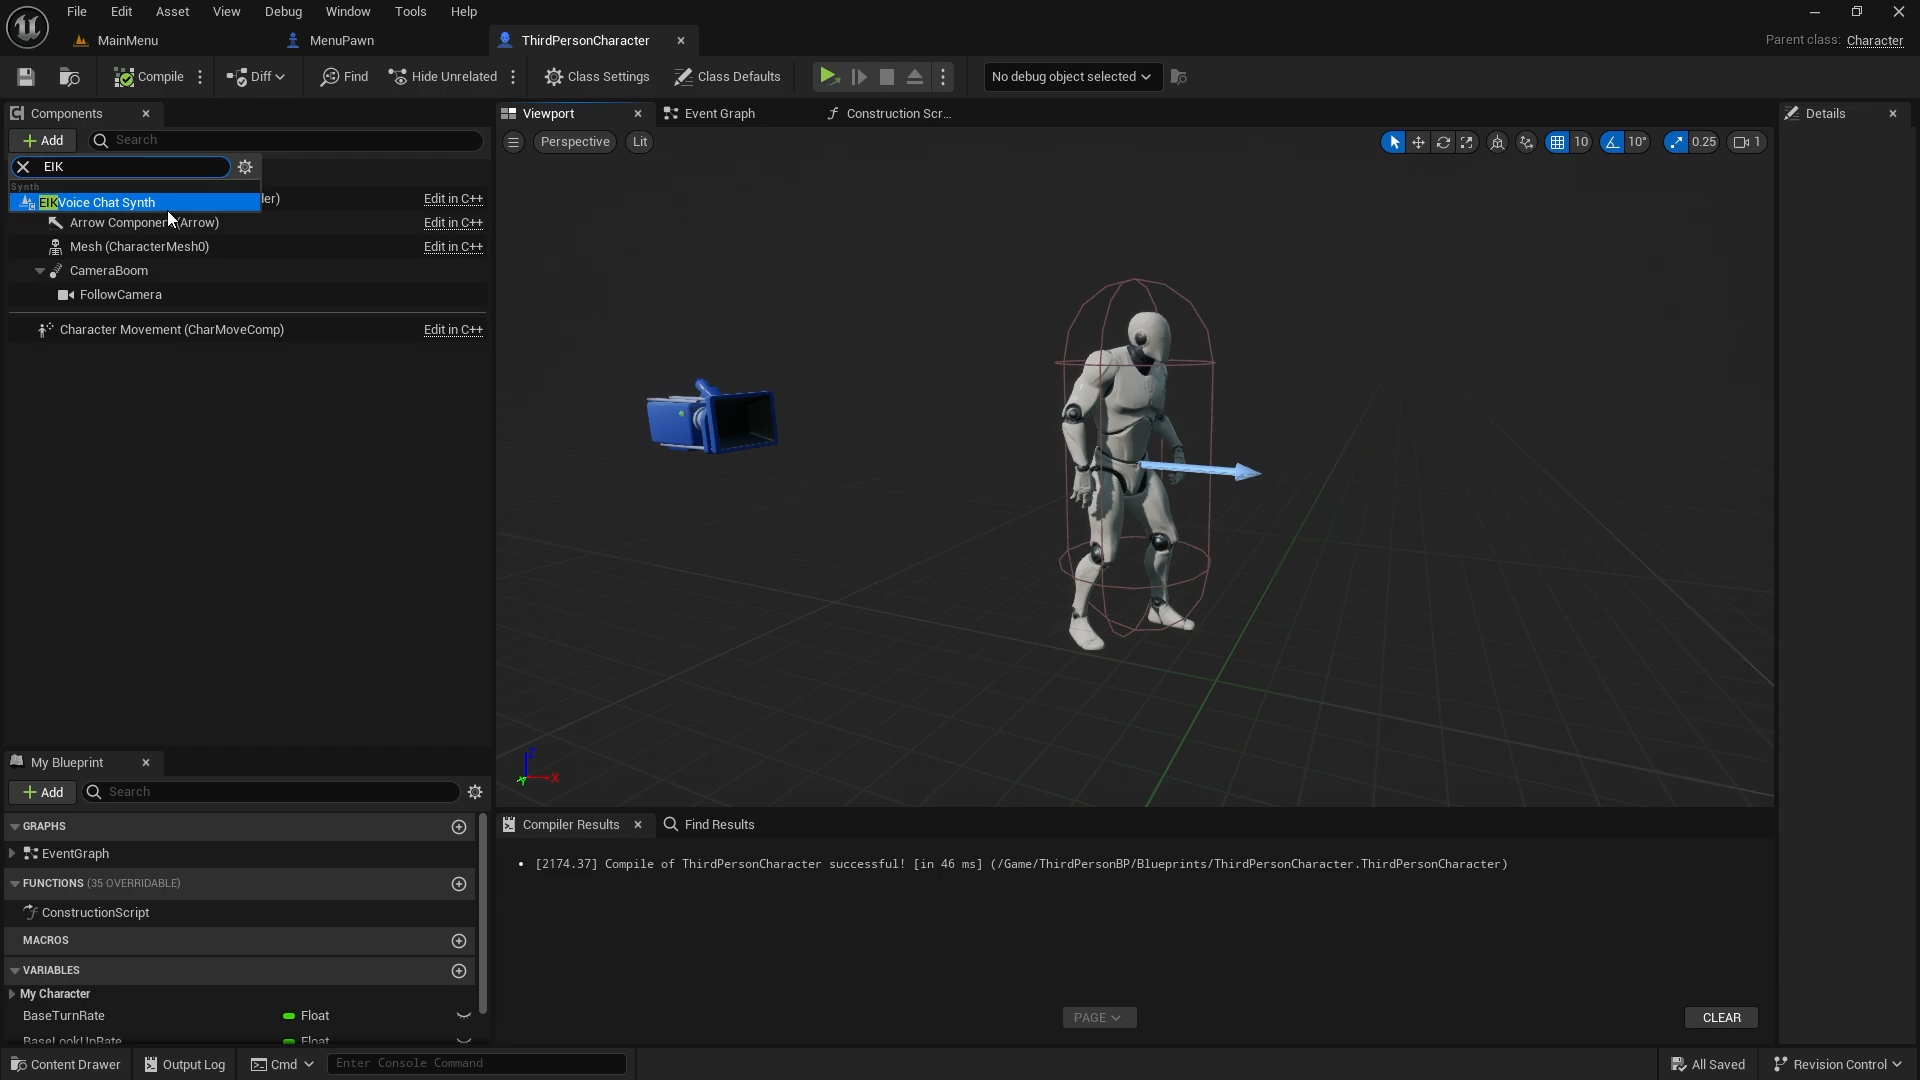 File Edit Asset View Debug Window Tools Help
MainMenu MenuPawn ThirdPersonCharacter
Parent class: Character
Compile Diff Find Hide Unrelated Class Settings Class Defaults No debug object selected
Components Viewport Event Graph Construction Scr... Details
Add Search Perspective Lit 10 10° 0.25 1
EIK
Synth
EIKVoice Chat Synth der) Edit in C++
Arrow Component (Arrow) Edit in C++
Mesh (CharacterMesh0) Edit in C++
CameraBoom
FollowCamera
Character Movement (CharMoveComp) Edit in C++
Z
X
Y
My Blueprint
Add Search
GRAPHS
EventGraph
FUNCTIONS (35 OVERRIDABLE)
ConstructionScript
MACROS
VARIABLES
My Character
BaseTurnRate Float
BaseLookUpRate Float
Compiler Results Find Results
• [2174.37] Compile of ThirdPersonCharacter successful! [in 46 ms] (/Game/ThirdPersonBP/Blueprints/ThirdPersonCharacter.ThirdPersonCharacter)
PAGE CLEAR
Content Drawer Output Log Cmd Enter Console Command All Saved Revision Control